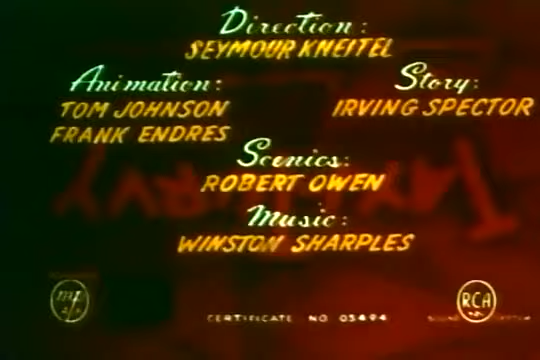 Direction:
SEYMOUR KNEITEL
Animation:
TOM JOHNSON
FRANK ENDRES
Story:
IRVING SPECTOR
Scenics:
ROBERT OWEN
Music:
WINSTON SHARPLES
RCA
CERTIFICATE NO 05494